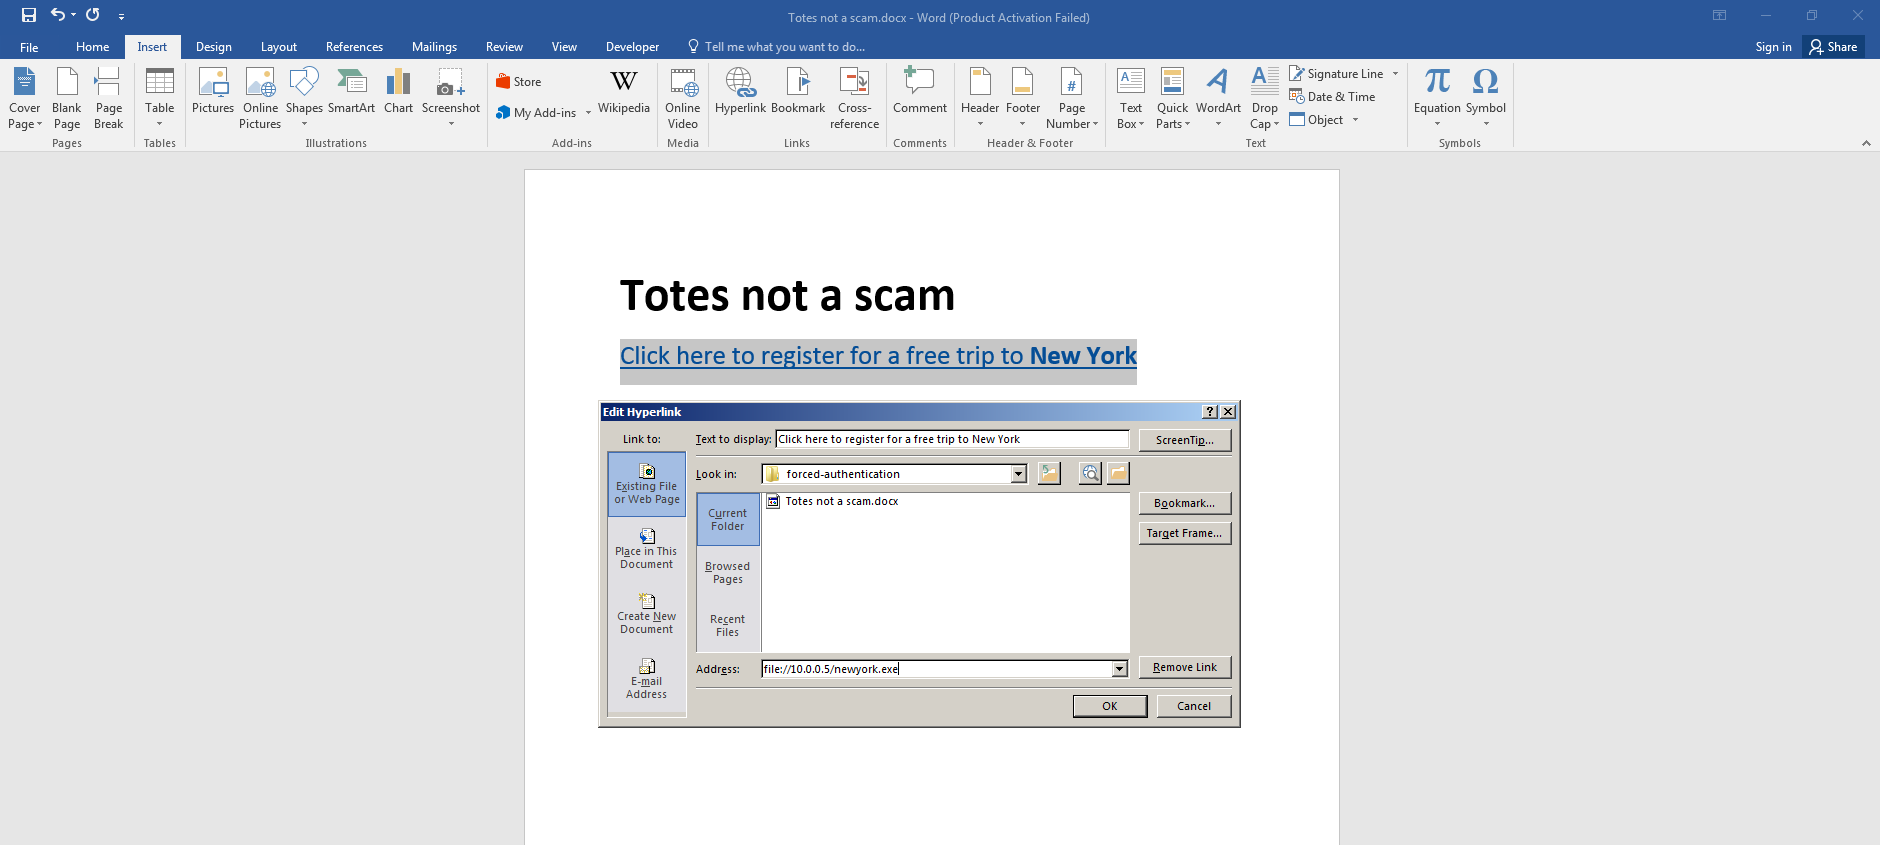 Totes not a scam.docx - Word (Product Activation Failed)
File Home Insert Design Layout References Mailings Review View Developer Tell me what you want to do... Sign in Share
Cover Page
Blank Page
Page Break
Pages
Table
Tables
Pictures
Online Pictures
Shapes
SmartArt
Chart
Screenshot
Illustrations
Store
My Add-ins
W
Wikipedia
Add-ins
Online Video
Media
Hyperlink
Bookmark
Cross-reference
Links
Comment
Comments
Header
Footer
#
Page Number
Header & Footer
A
Text Box
Quick Parts
A
WordArt
A
Drop Cap
Signature Line
Date & Time
Object
Text
π
Equation
Ω
Symbol
Symbols
Totes not a scam
Click here to register for a free trip to New York
Edit Hyperlink
? X
Link to:
Existing File or Web Page
Place in This Document
Create New Document
E-mail Address
Text to display: Click here to register for a free trip to New York
ScreenTip...
Look in: forced-authentication
Current Folder
Browsed Pages
Recent Files
Totes not a scam.docx
Bookmark...
Target Frame...
Address: file://10.0.0.5/newyork.exe
Remove Link
OK Cancel